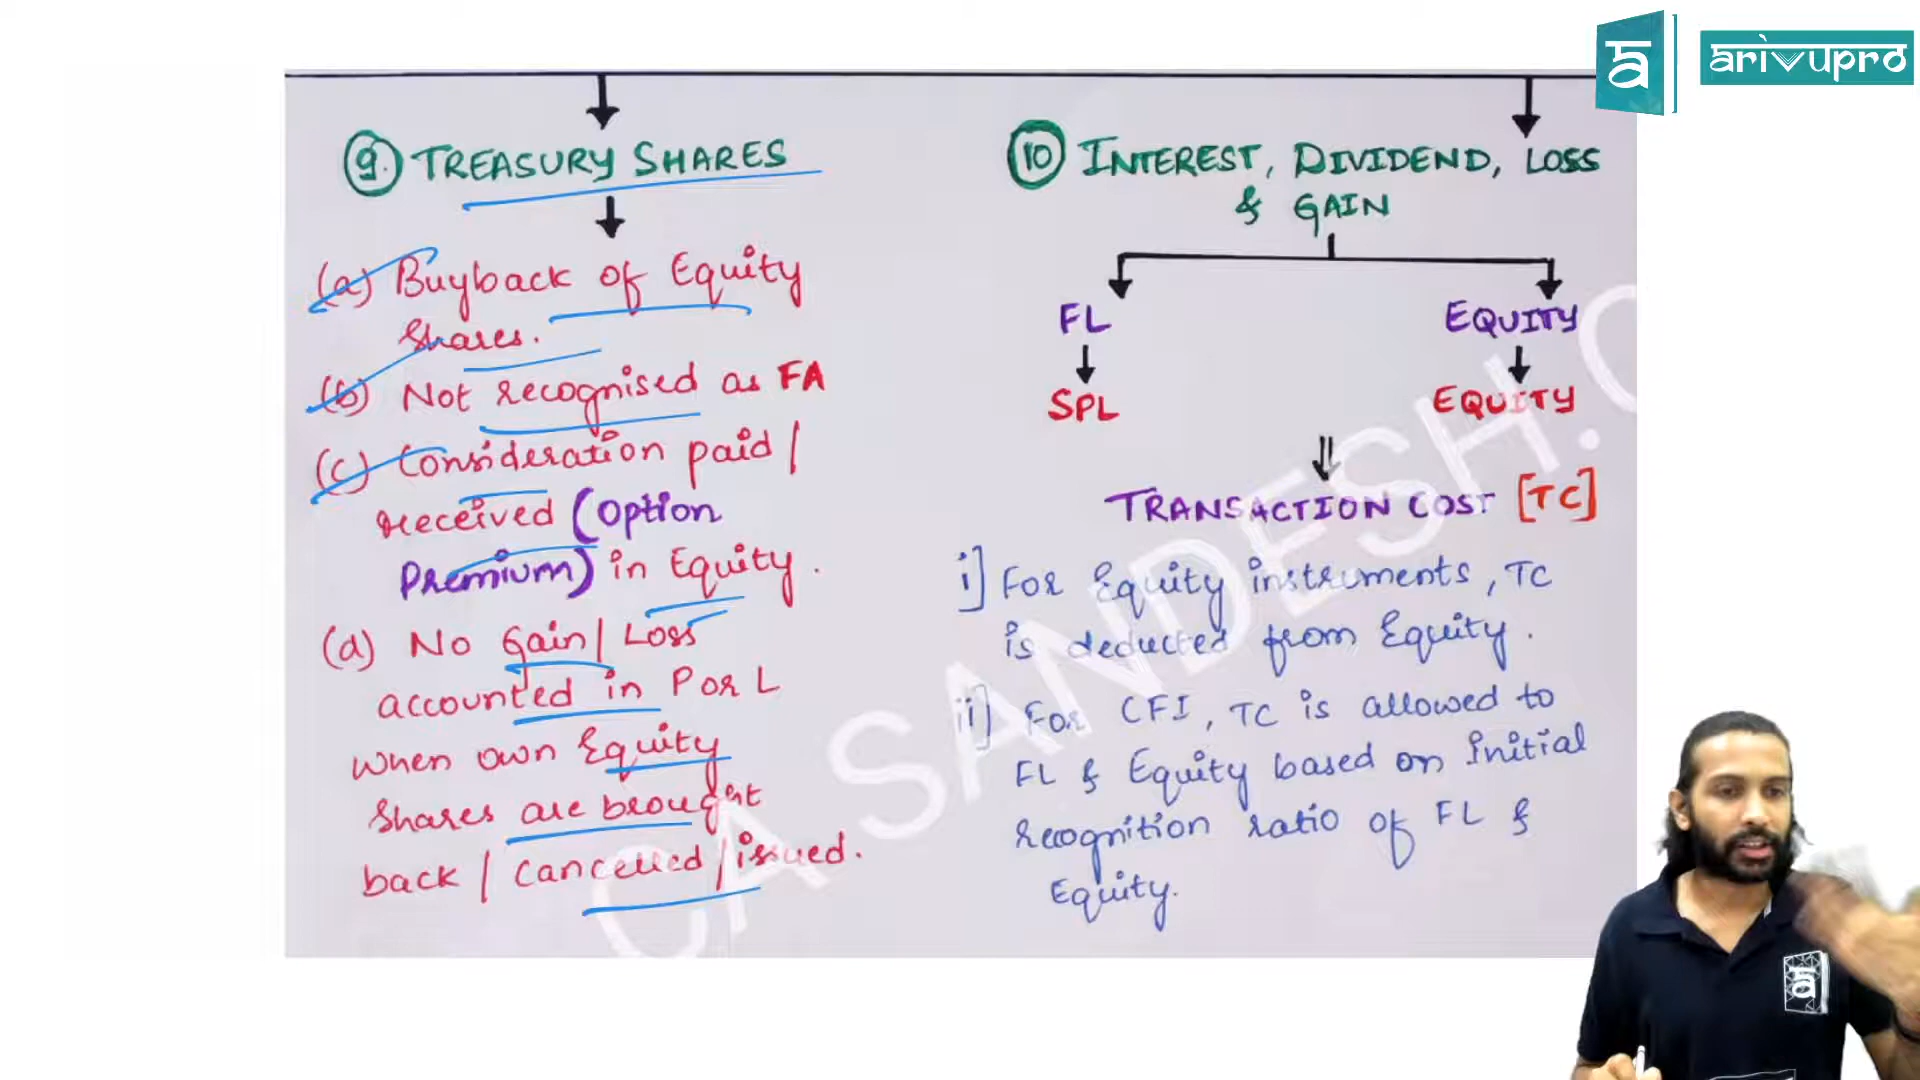 ā arivupro
9. TREASURY SHARES
(a) Buyback of Equity
Shares.
(b) Not recognised as FA
(c) Consideration paid/
received (Option
Premium) in Equity.
(d) No Gain/Loss
accounted in P or L
when own Equity
Shares are brought
back / cancelled / issued.
10 INTEREST, DIVIDEND, LOSS
& GAIN
FL EQUITY
SPL EQUITY
TRANSACTION COST [TC]
i] For Equity instruments, TC
is deducted from Equity.
ii] For CFI, TC is allowed to
FL & Equity based on Initial
recognition ratio of FL &
Equity.
CA SANDESH.C
ā